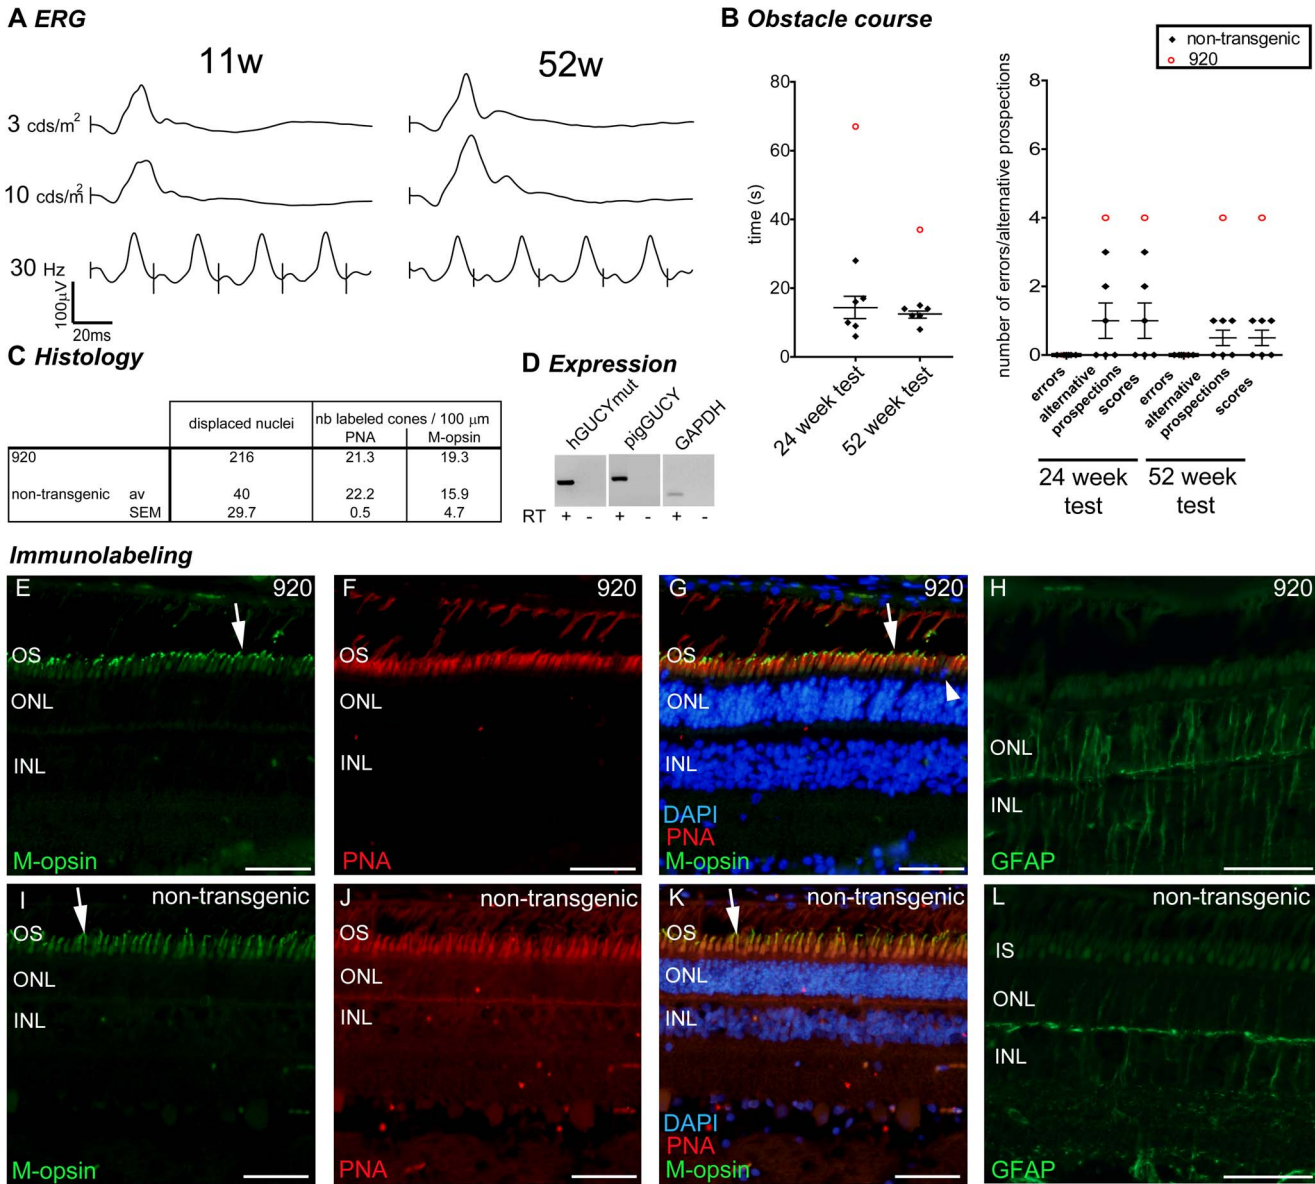 A ERG
11w
52w
3 cds/m2
10 cds/m2
30 Hz
100µV
20ms
B Obstacle course
non-transgenic
920
80
60
40
20
0
time (s)
24 week test
52 week test
8
6
4
2
0
number of errors/alternative prospections
errors
alternative
prospections
scores
errors
alternative
prospections
scores
24 week
test
52 week
test
C Histology
displaced nuclei
nb labeled cones / 100 µm
PNA
M-opsin
920 216 21.3 19.3
non-transgenic av 40 22.2 15.9
SEM 29.7 0.5 4.7
D Expression
hGUCYmut
pigGUCY
GAPDH
RT + - + - + -
Immunolabeling
E 920
OS
ONL
INL
M-opsin
F 920
OS
ONL
INL
PNA
G 920
OS
ONL
INL
DAPI
PNA
M-opsin
H 920
ONL
INL
GFAP
I non-transgenic
OS
ONL
INL
M-opsin
J non-transgenic
OS
ONL
INL
PNA
K non-transgenic
OS
ONL
INL
DAPI
PNA
M-opsin
L non-transgenic
IS
ONL
INL
GFAP